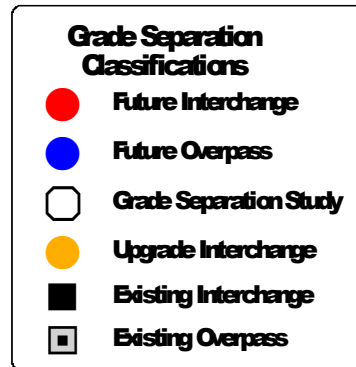 Grade Separation
Classifications
Future Interchange
Future Overpass
Grade Separation Study
Upgrade Interchange
Existing Interchange
Existing Overpass